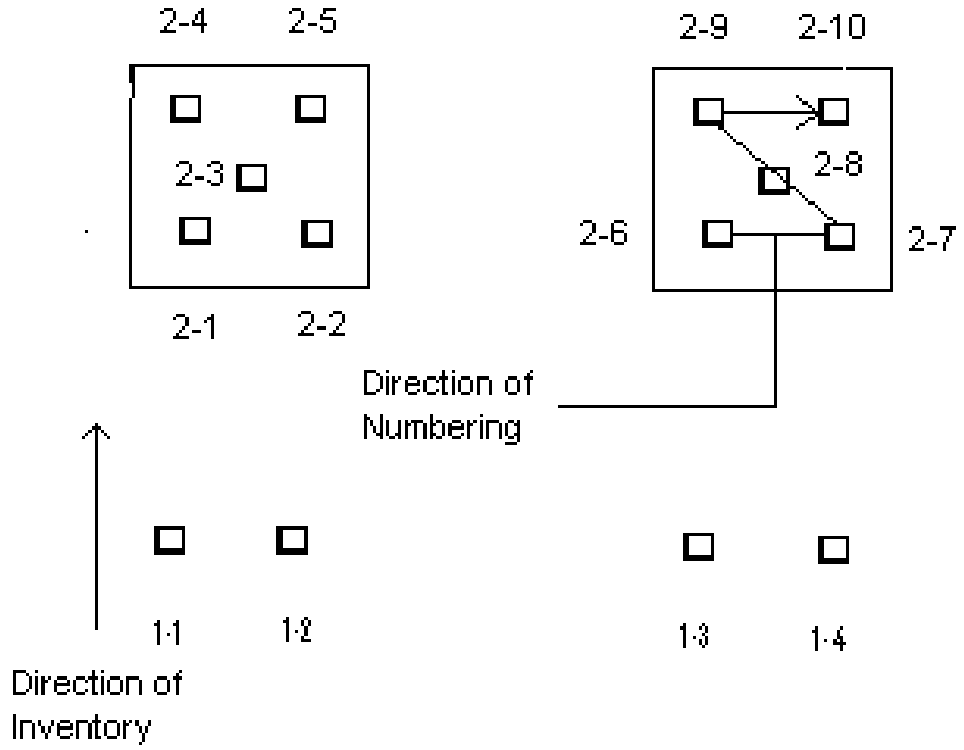 2-4 2-5 2-9 2-10
2-3 2-8
2-6 2-7
2-1 2-2
Direction of
Numbering
1-1 1-2 1-3 1-4
Direction of
Inventory